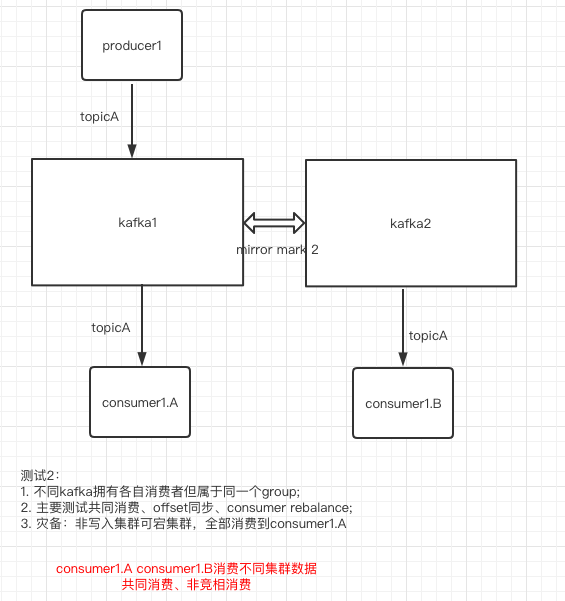 producer1
topicA
kafka1
kafka2
mirror mark 2
topicA
topicA
consumer1.A
consumer1.B
测试2：
1. 不同kafka拥有各自消费者但属于同一个group;
2. 主要测试共同消费、offset同步、consumer rebalance;
3. 灾备：非写入集群可宕集群，全部消费到consumer1.A
consumer1.A consumer1.B消费不同集群数据
共同消费、非竟相消费